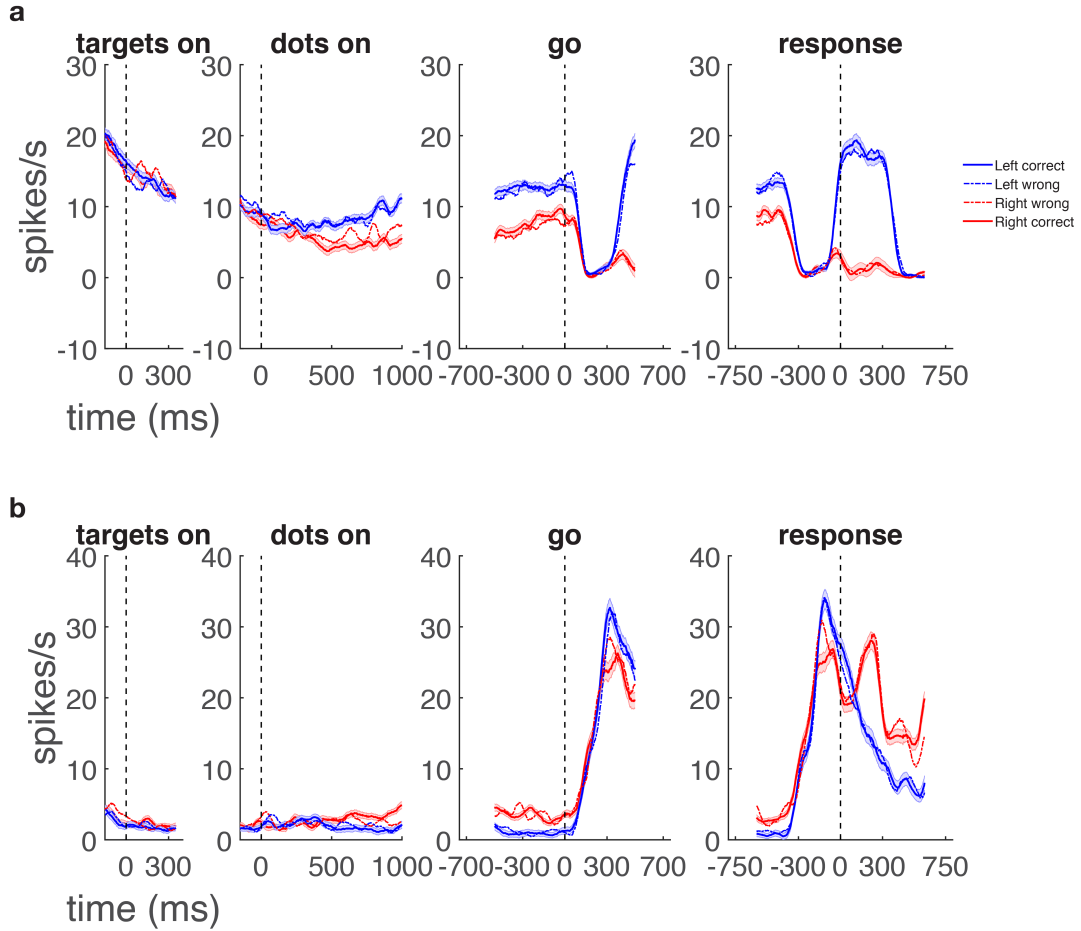 a
targets on dots on go response
30 30 30 30
20 20 20 20
10 10 10 10
0 0 0 0
-10 -10 -10 -10
0 300 0 500 1000 -700 -300 0 300 700 -750 -300 0 300 750
spikes/s
time (ms)
Left correct
Left wrong
Right wrong
Right correct
b
targets on dots on go response
40 40 40 40
30 30 30 30
20 20 20 20
10 10 10 10
0 0 0 0
0 300 0 500 1000 -700 -300 0 300 700 -750 -300 0 300 750
spikes/s
time (ms)